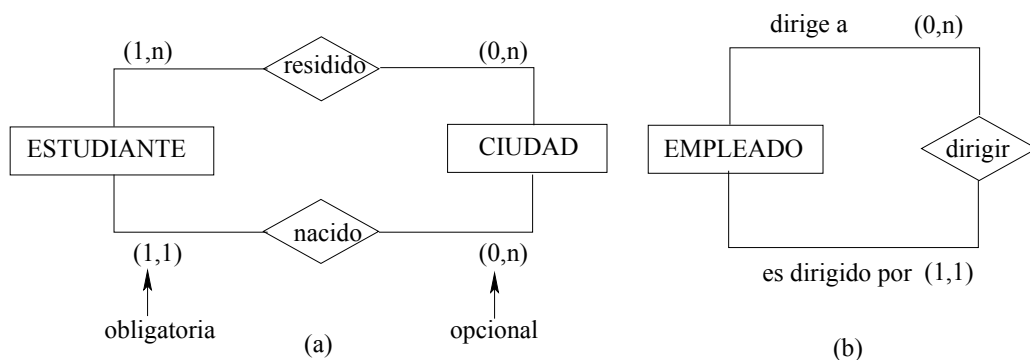 dirige a (0,n)
(1,n) residido (0,n)
ESTUDIANTE CIUDAD EMPLEADO dirigir
nacido
(1,1) (0,n) es dirigido por (1,1)
obligatoria (a) opcional (b)